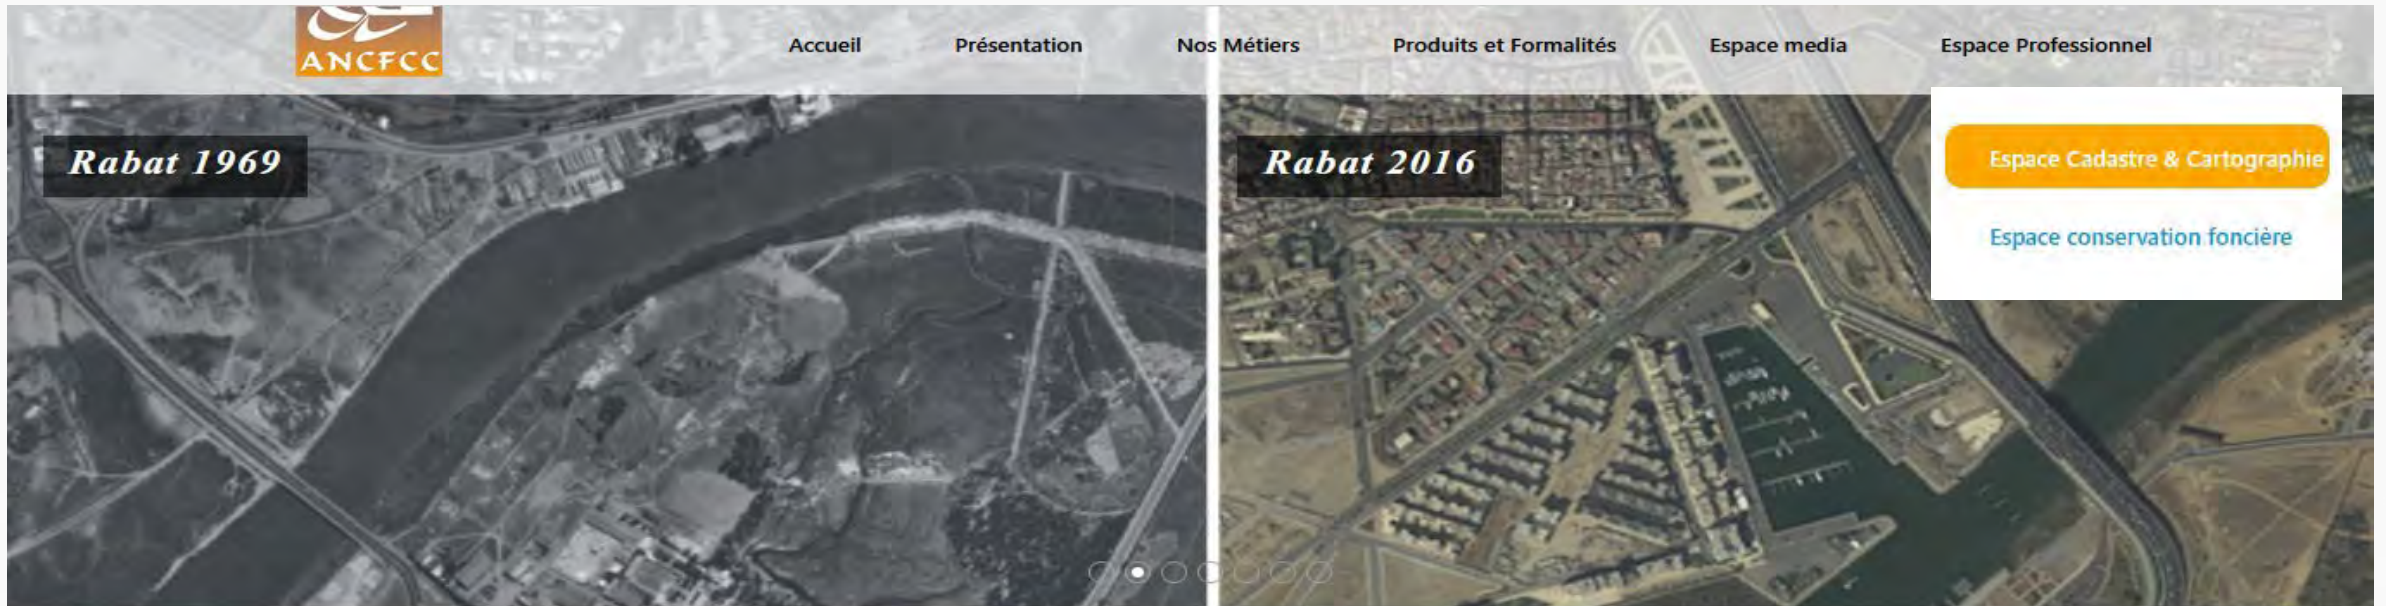 ANCFCC
Accueil
Présentation
Nos Métiers
Produits et Formalités
Espace media
Espace Professionnel
Rabat 1969
Rabat 2016
Espace Cadastre & Cartographie
Espace conservation foncière